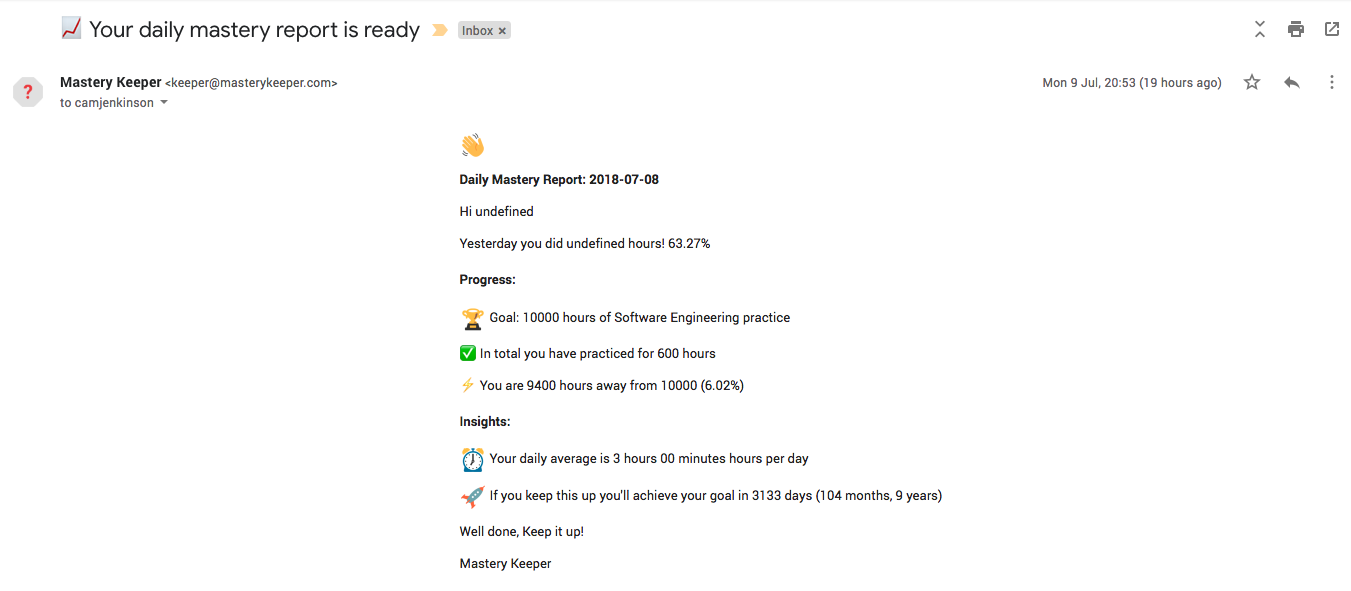 📈 Your daily mastery report is ready Inbox ×
Mastery Keeper <keeper@masterykeeper.com> Mon 9 Jul, 20:53 (19 hours ago)
?
to camjenkinson
👋
Daily Mastery Report: 2018-07-08
Hi undefined
Yesterday you did undefined hours! 63.27%
Progress:
🏆 Goal: 10000 hours of Software Engineering practice
✅ In total you have practiced for 600 hours
⚡ You are 9400 hours away from 10000 (6.02%)
Insights:
⏰ Your daily average is 3 hours 00 minutes hours per day
🚀 If you keep this up you'll achieve your goal in 3133 days (104 months, 9 years)
Well done, Keep it up!
Mastery Keeper